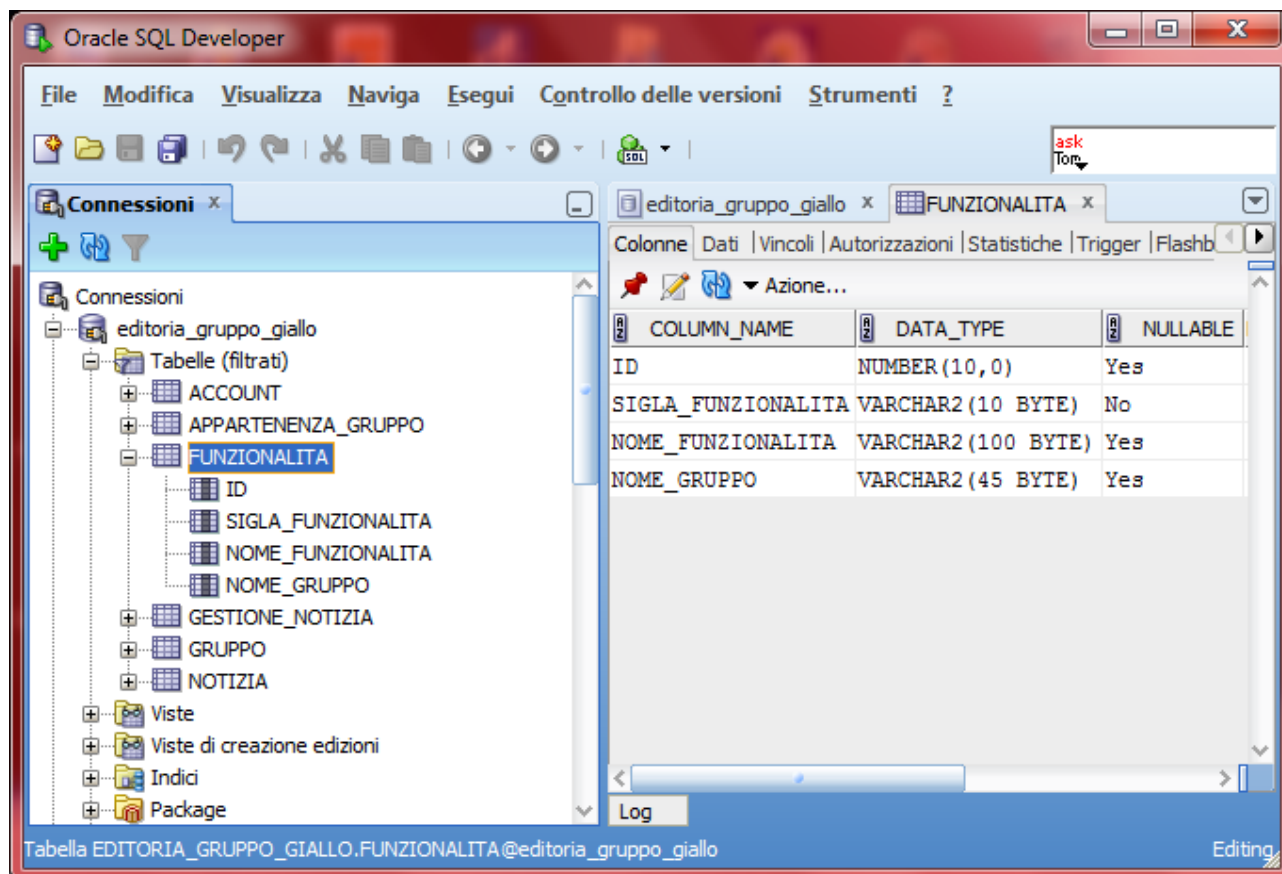 Oracle SQL Developer
File Modifica Visualizza Naviga Esegui Controllo delle versioni Strumenti ?
SQL
ask
Tom
Connessioni x
editoria_gruppo_giallo x FUNZIONALITA x
Colonne Dati Vincoli Autorizzazioni Statistiche Trigger Flashb
Azione...
Connessioni
editoria_gruppo_giallo
Tabelle (filtrati)
ACCOUNT
APPARTENENZA_GRUPPO
FUNZIONALITA
ID
SIGLA_FUNZIONALITA
NOME_FUNZIONALITA
NOME_GRUPPO
GESTIONE_NOTIZIA
GRUPPO
NOTIZIA
Viste
Viste di creazione edizioni
Indici
Package
COLUMN_NAME DATA_TYPE NULLABLE
ID NUMBER(10,0) Yes
SIGLA_FUNZIONALITA VARCHAR2(10 BYTE) No
NOME_FUNZIONALITA VARCHAR2(100 BYTE) Yes
NOME_GRUPPO VARCHAR2(45 BYTE) Yes
Log
Tabella EDITORIA_GRUPPO_GIALLO.FUNZIONALITA@editoria_gruppo_giallo
Editing